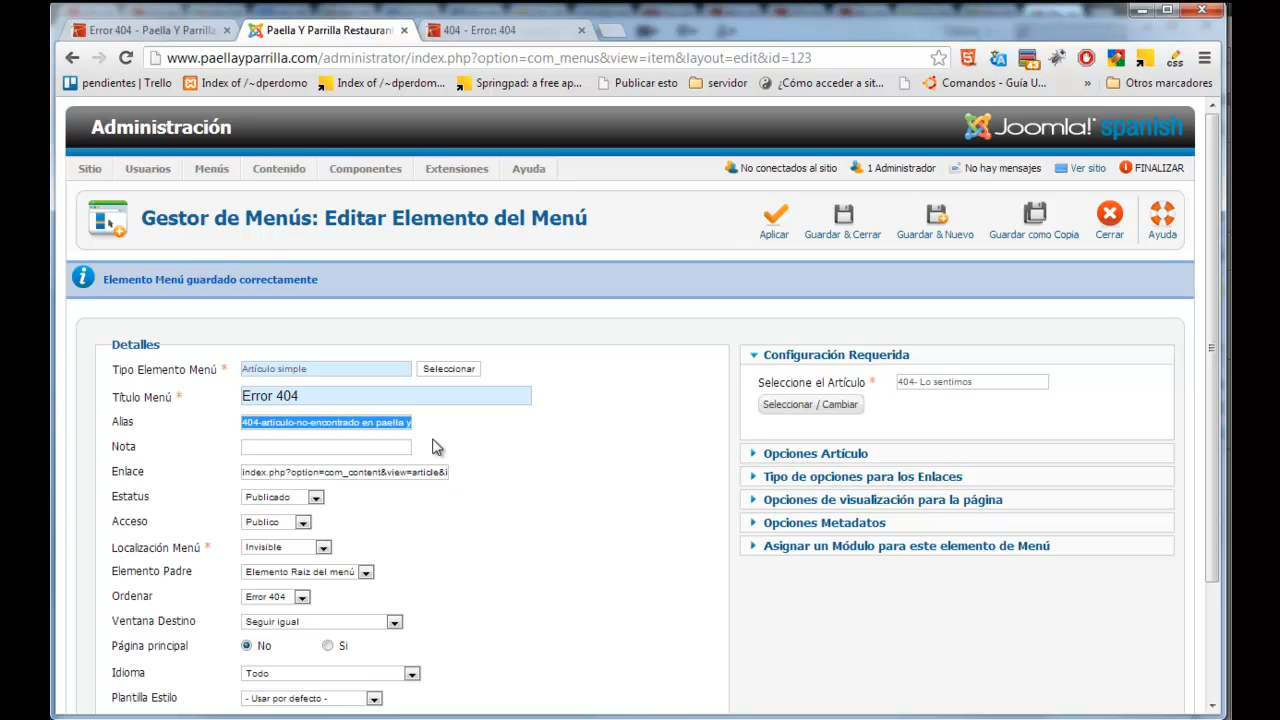 Error 404 - Paella Y Parrilla
Paella Y Parrilla Restauran
404 - Error: 404
www.paellayparrilla.com/administrator/index.php?option=com_menus&view=item&layout=edit&id=123
pendientes | Trello
Index of /~dperdomo
Index of /~dperdom...
Springpad: a free ap...
Publicar esto
servidor
¿Cómo acceder a sit...
Comandos - Guía U...
»
Otros marcadores
Administración
Joomla! spanish
Sitio
Usuarios
Menús
Contenido
Componentes
Extensiones
Ayuda
No conectados al sitio
1 Administrador
No hay mensajes
Ver sitio
FINALIZAR
Gestor de Menús: Editar Elemento del Menú
Aplicar
Guardar & Cerrar
Guardar & Nuevo
Guardar como Copia
Cerrar
Ayuda
Elemento Menú guardado correctamente
Detalles
Tipo Elemento Menú *
Artículo simple
Seleccionar
Título Menú *
Error 404
Alias
404-articulo-no-encontrado en paella y
Nota
Enlace
index.php?option=com_content&view=article&i
Estatus
Publicado
Acceso
Publico
Localización Menú *
Invisible
Elemento Padre
Elemento Raiz del menú
Ordenar
Error 404
Ventana Destino
Seguir igual
Página principal
No
Si
Idioma
Todo
Plantilla Estilo
- Usar por defecto -
Configuración Requerida
Seleccione el Artículo *
404- Lo sentimos
Seleccionar / Cambiar
Opciones Artículo
Tipo de opciones para los Enlaces
Opciones de visualización para la página
Opciones Metadatos
Asignar un Módulo para este elemento de Menú